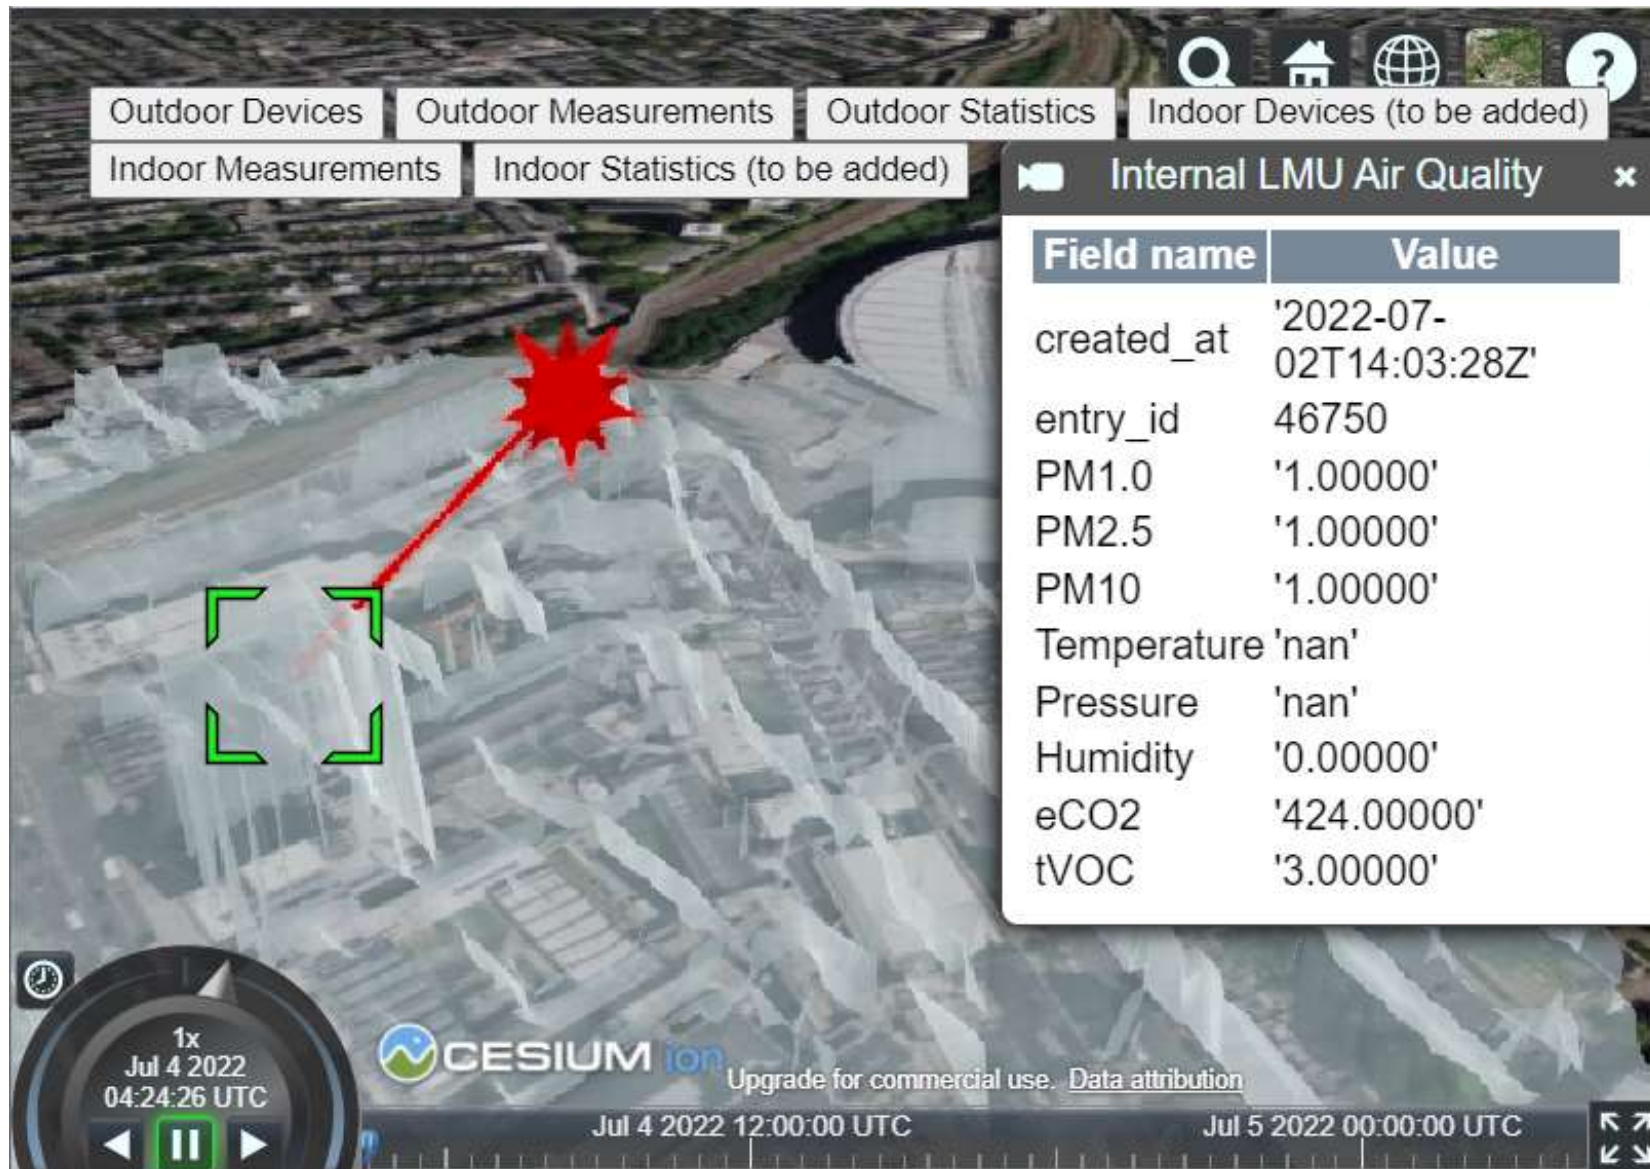 ?
Outdoor Devices Outdoor Measurements Outdoor Statistics Indoor Devices (to be added)
Indoor Measurements Indoor Statistics (to be added)
Internal LMU Air Quality ×
Field name Value
created_at '2022-07-02T14:03:28Z'
entry_id 46750
PM1.0 '1.00000'
PM2.5 '1.00000'
PM10 '1.00000'
Temperature 'nan'
Pressure 'nan'
Humidity '0.00000'
eCO2 '424.00000'
tVOC '3.00000'
1x
Jul 4 2022
04:24:26 UTC
CESIUM ion
Upgrade for commercial use. Data attribution
Jul 4 2022 12:00:00 UTC Jul 5 2022 00:00:00 UTC